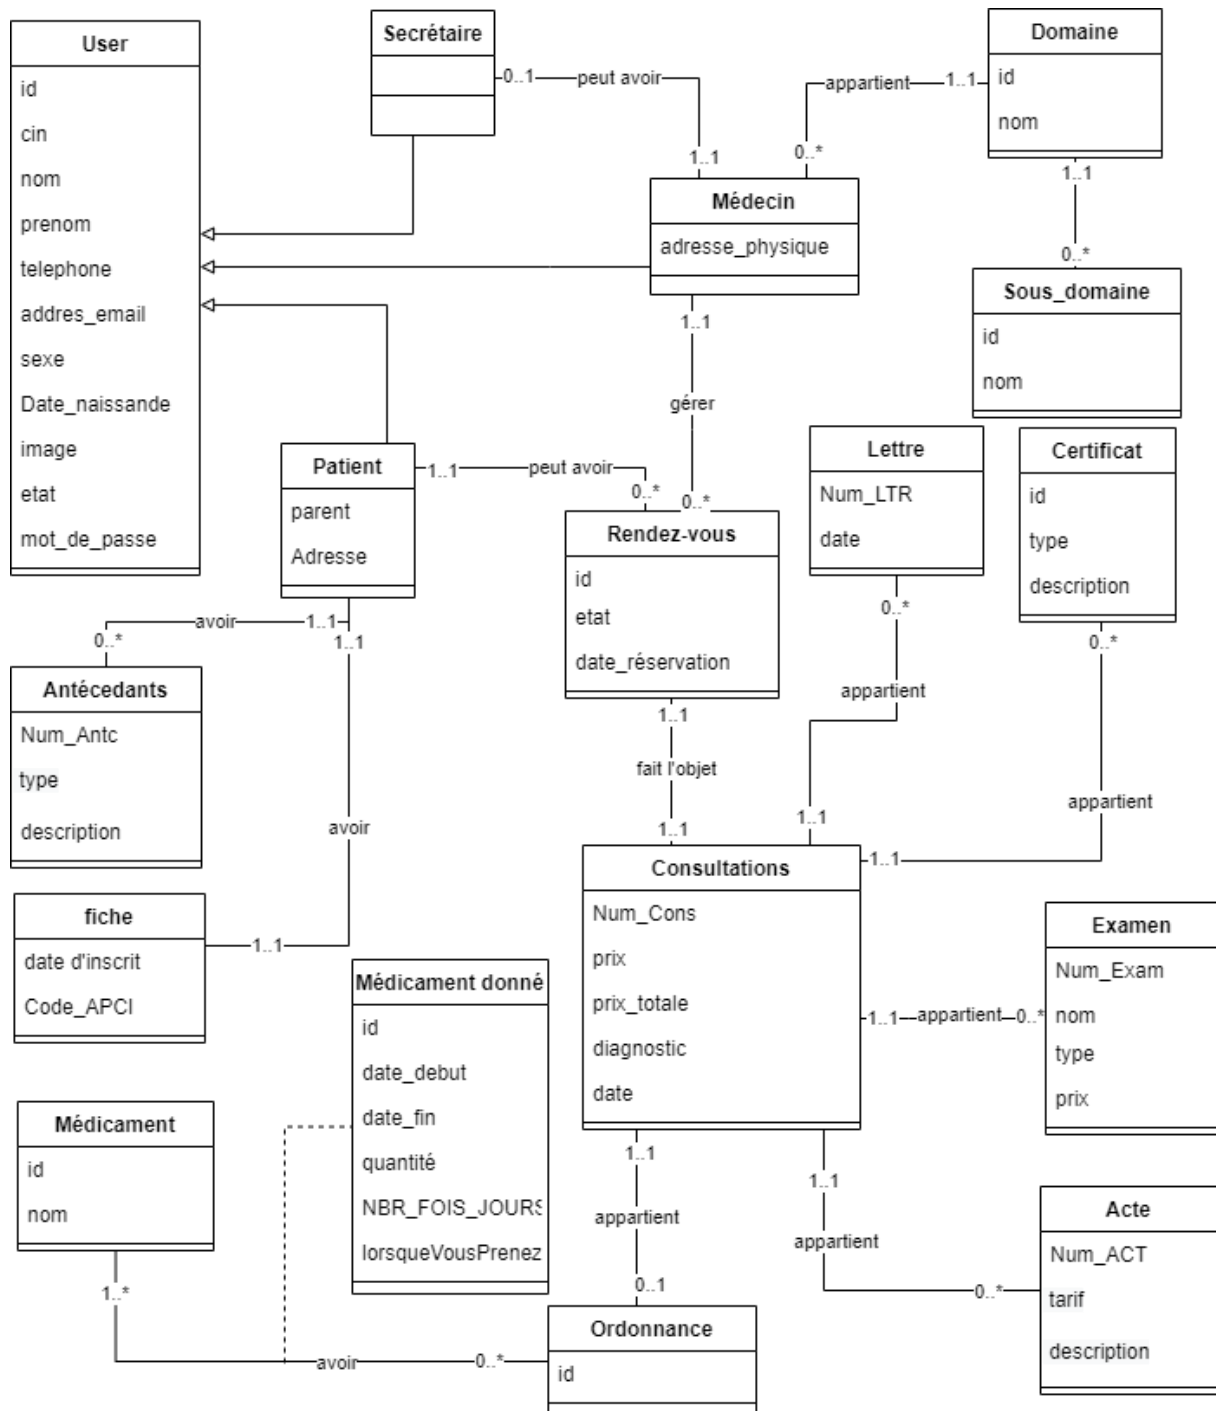 User
id
cin
nom
prenom
telephone
addres_email
sexe
Date_naissande
image
etat
mot_de_passe
Secrétaire
0..1
peut avoir
1..1
appartient
1..1
0..*
Domaine
id
nom
1..1
0..*
Médecin
adresse_physique
1..1
gérer
0..*
Sous_domaine
id
nom
Patient
parent
Adresse
1..1
peut avoir
0..*
Rendez-vous
id
etat
date_réservation
1..1
fait l'objet
1..1
Lettre
Num_LTR
date
0..*
appartient
1..1
Certificat
id
type
description
0..*
appartient
1..1
avoir
1..1
0..*
1..1
avoir
1..1
Antécedants
Num_Antc
type
description
fiche
date d'inscrit
Code_APCI
Consultations
Num_Cons
prix
prix_totale
diagnostic
date
1..1
appartient
0..*
Examen
Num_Exam
nom
type
prix
Médicament donné
id
date_debut
date_fin
quantité
NBR_FOIS_JOURS
lorsqueVousPrenez
Médicament
id
nom
1..*
avoir
0..*
1..1
appartient
0..1
Ordonnance
id
1..1
appartient
0..*
Acte
Num_ACT
tarif
description